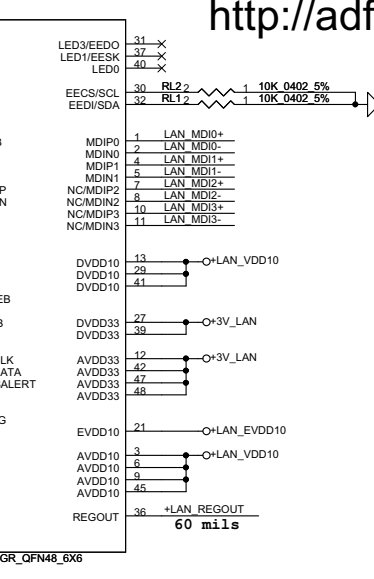 http://adf
LED3/EEDO 31
LED1/EESK 37
LED0 40
EECS/SCL 30 RL2 2 1 10K_0402_5%
EEDI/SDA 32 RL1 2 1 10K_0402_5%
MDIP0 1 LAN_MDI0+
MDIN0 2 LAN_MDI0-
MDIP1 4 LAN_MDI1+
MDIN1 5 LAN_MDI1-
P NC/MDIP2 7 LAN_MDI2+
N NC/MDIN2 8 LAN_MDI2-
NC/MDIP3 10 LAN_MDI3+
NC/MDIN3 11 LAN_MDI3-
DVDD10 13 +LAN_VDD10
DVDD10 29
DVDD10 41
EB
DVDD33 27 +3V_LAN
DVDD33 39
LK AVDD33 12 +3V_LAN
ATA AVDD33 42
ALERT AVDD33 47
AVDD33 48
G
EVDD10 21 +LAN_EVDD10
AVDD10 3 +LAN_VDD10
AVDD10 6
AVDD10 9
AVDD10 45
REGOUT 36 +LAN_REGOUT
60 mils
GR_QFN48_6X6